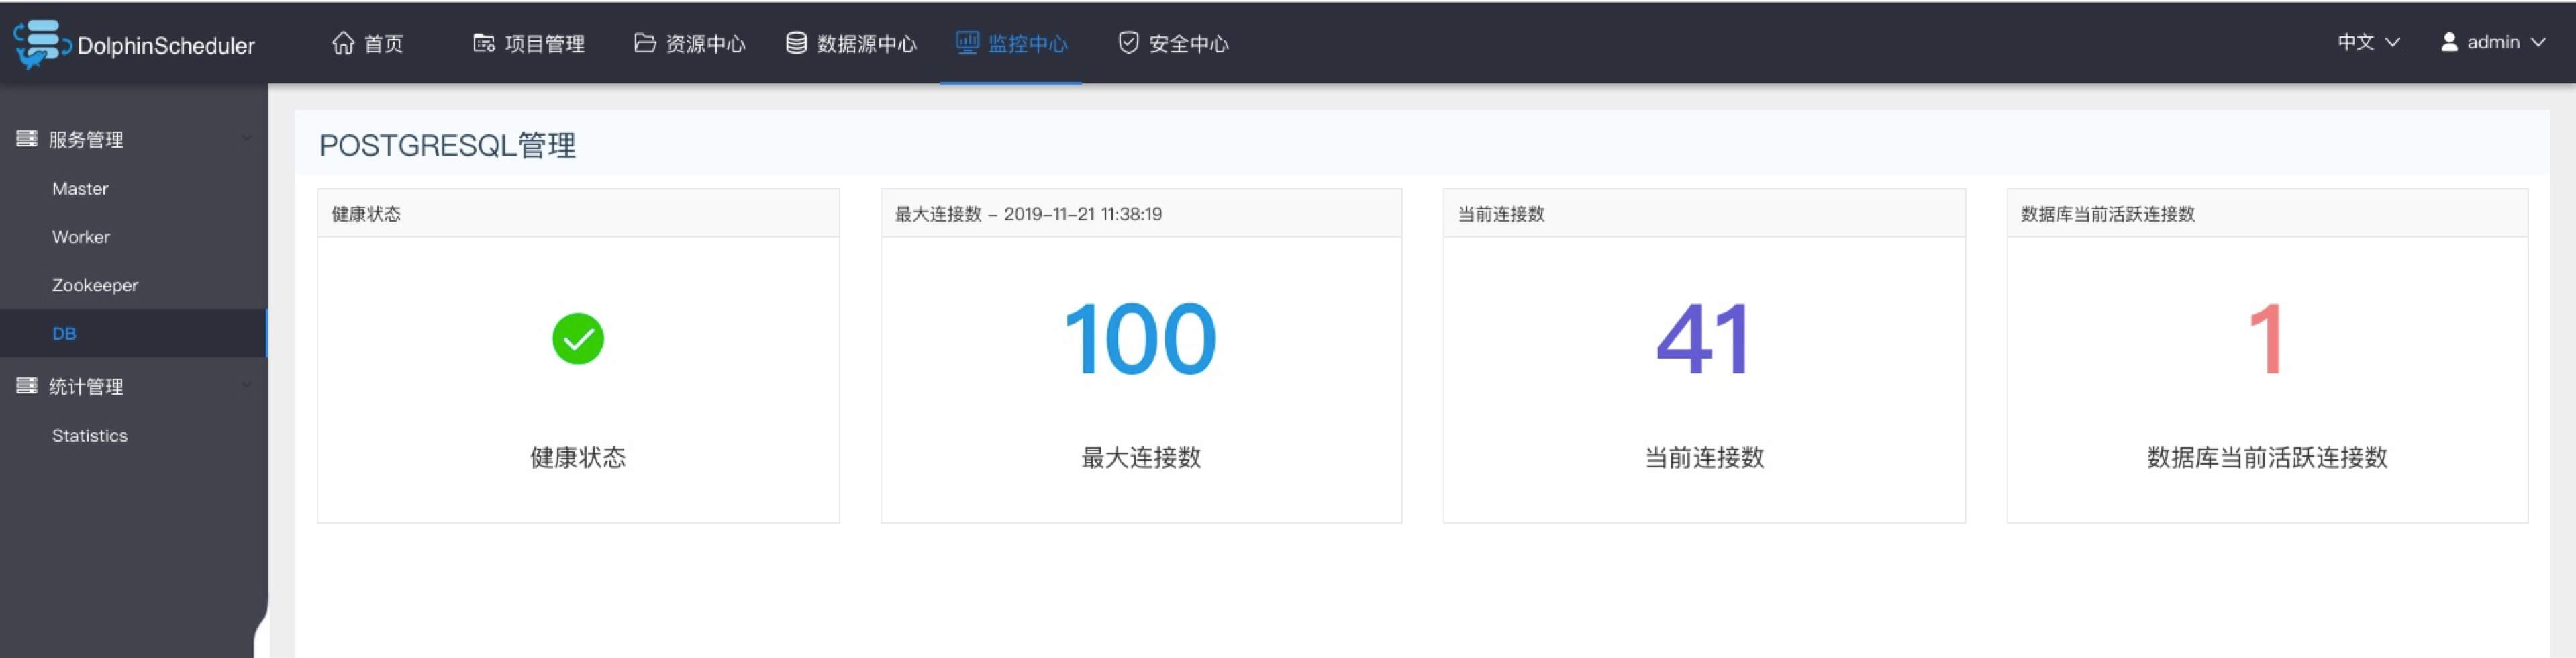 DolphinScheduler
首页
项目管理
资源中心
数据源中心
监控中心
安全中心
中文
admin
服务管理
Master
Worker
Zookeeper
DB
统计管理
Statistics
POSTGRESQL管理
健康状态
健康状态
最大连接数 - 2019-11-21 11:38:19
100
最大连接数
当前连接数
41
当前连接数
数据库当前活跃连接数
1
数据库当前活跃连接数